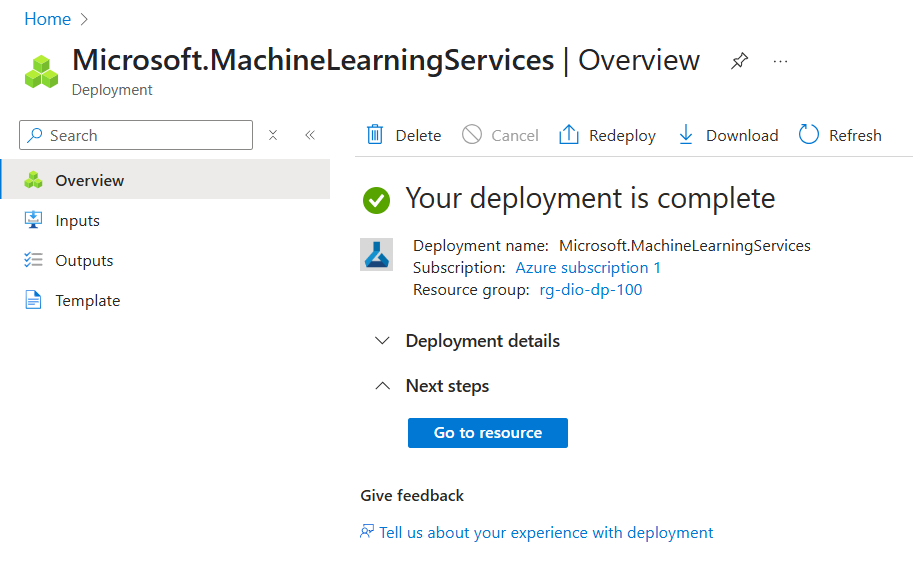 Home
Microsoft.MachineLearningServices | Overview
Deployment
Search
Delete Cancel Redeploy Download Refresh
Overview
Inputs
Outputs
Template
Your deployment is complete
Deployment name: Microsoft.MachineLearningServices
Subscription: Azure subscription 1
Resource group: rg-dio-dp-100
Deployment details
Next steps
Go to resource
Give feedback
Tell us about your experience with deployment